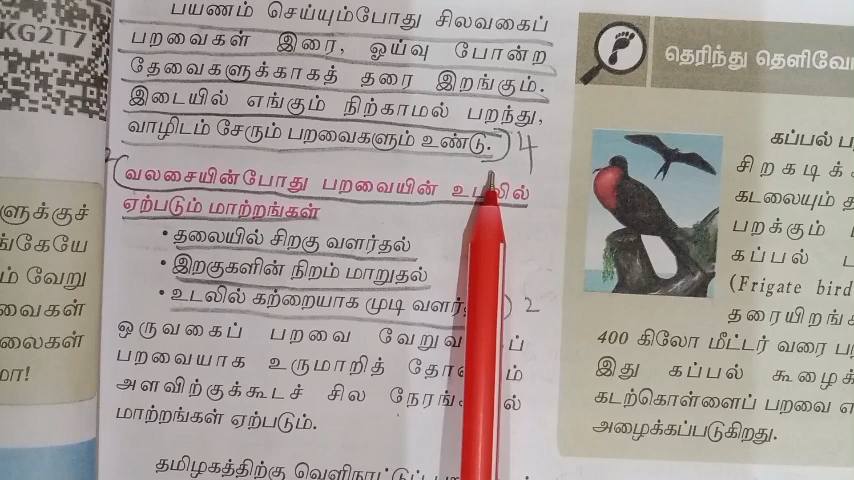 KG2T7
பயணம் செய்யும்போது சிலவகைப்
பறவைகள் இரை, ஓய்வு போன்ற
தேவைகளுக்காகத் தரை இறங்கும்.
இடையில் எங்கும் நிற்காமல் பறந்து,
வாழிடம் சேரும் பறவைகளும் உண்டு. 4
வலசையின்போது பறவையின் உடலில்
ஏற்படும் மாற்றங்கள்
• தலையில் சிறகு வளர்தல்
• இறகுகளின் நிறம் மாறுதல்
• உடலில் கற்றையாக முடி 2
ஒருவகைப் பறவை
பறவையாக உருமாறித்
அளவிற்குக்கூடச் சில
மாற்றங்கள் ஏற்படும்.
தமிழகத்திற்கு
ளுக்குச்
ங்கேயே
ம் வேறு
வைகள்
லைகள்
மா!
தெரிந்து தெளிவோ
கப்பல் ப
சிறகடிக்
கடலையும்
பறக்கும்
கப்பல்
(Frigate bird
தரையிறங்
400 கிலோ மீட்டர் வரை
இது கப்பல் கூழைக்
கடற்கொள்ளைப் பறவை
அழைக்கப்படுகிறது.